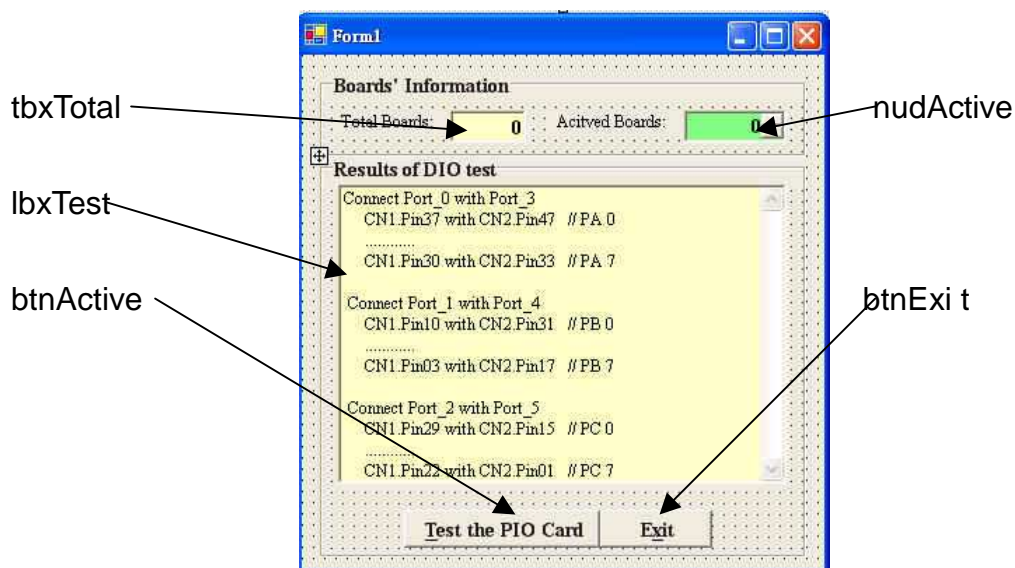 Form1
Boards' Information
tbxTotal
Total Boards: 0 Acitved Boards: 0
nudActive
Results of DIO test
lbxTest
Connect Port_0 with Port_3
CN1.Pin37 with CN2.Pin47 // PA 0
............
CN1.Pin30 with CN2.Pin33 // PA 7
Connect Port_1 with Port_4
CN1.Pin10 with CN2.Pin31 // PB 0
............
CN1.Pin03 with CN2.Pin17 // PB 7
Connect Port_2 with Port_5
CN1.Pin29 with CN2.Pin15 // PC 0
............
CN1.Pin22 with CN2.Pin01 // PC 7
btnActive
btnExi t
Test the PIO Card
Exit